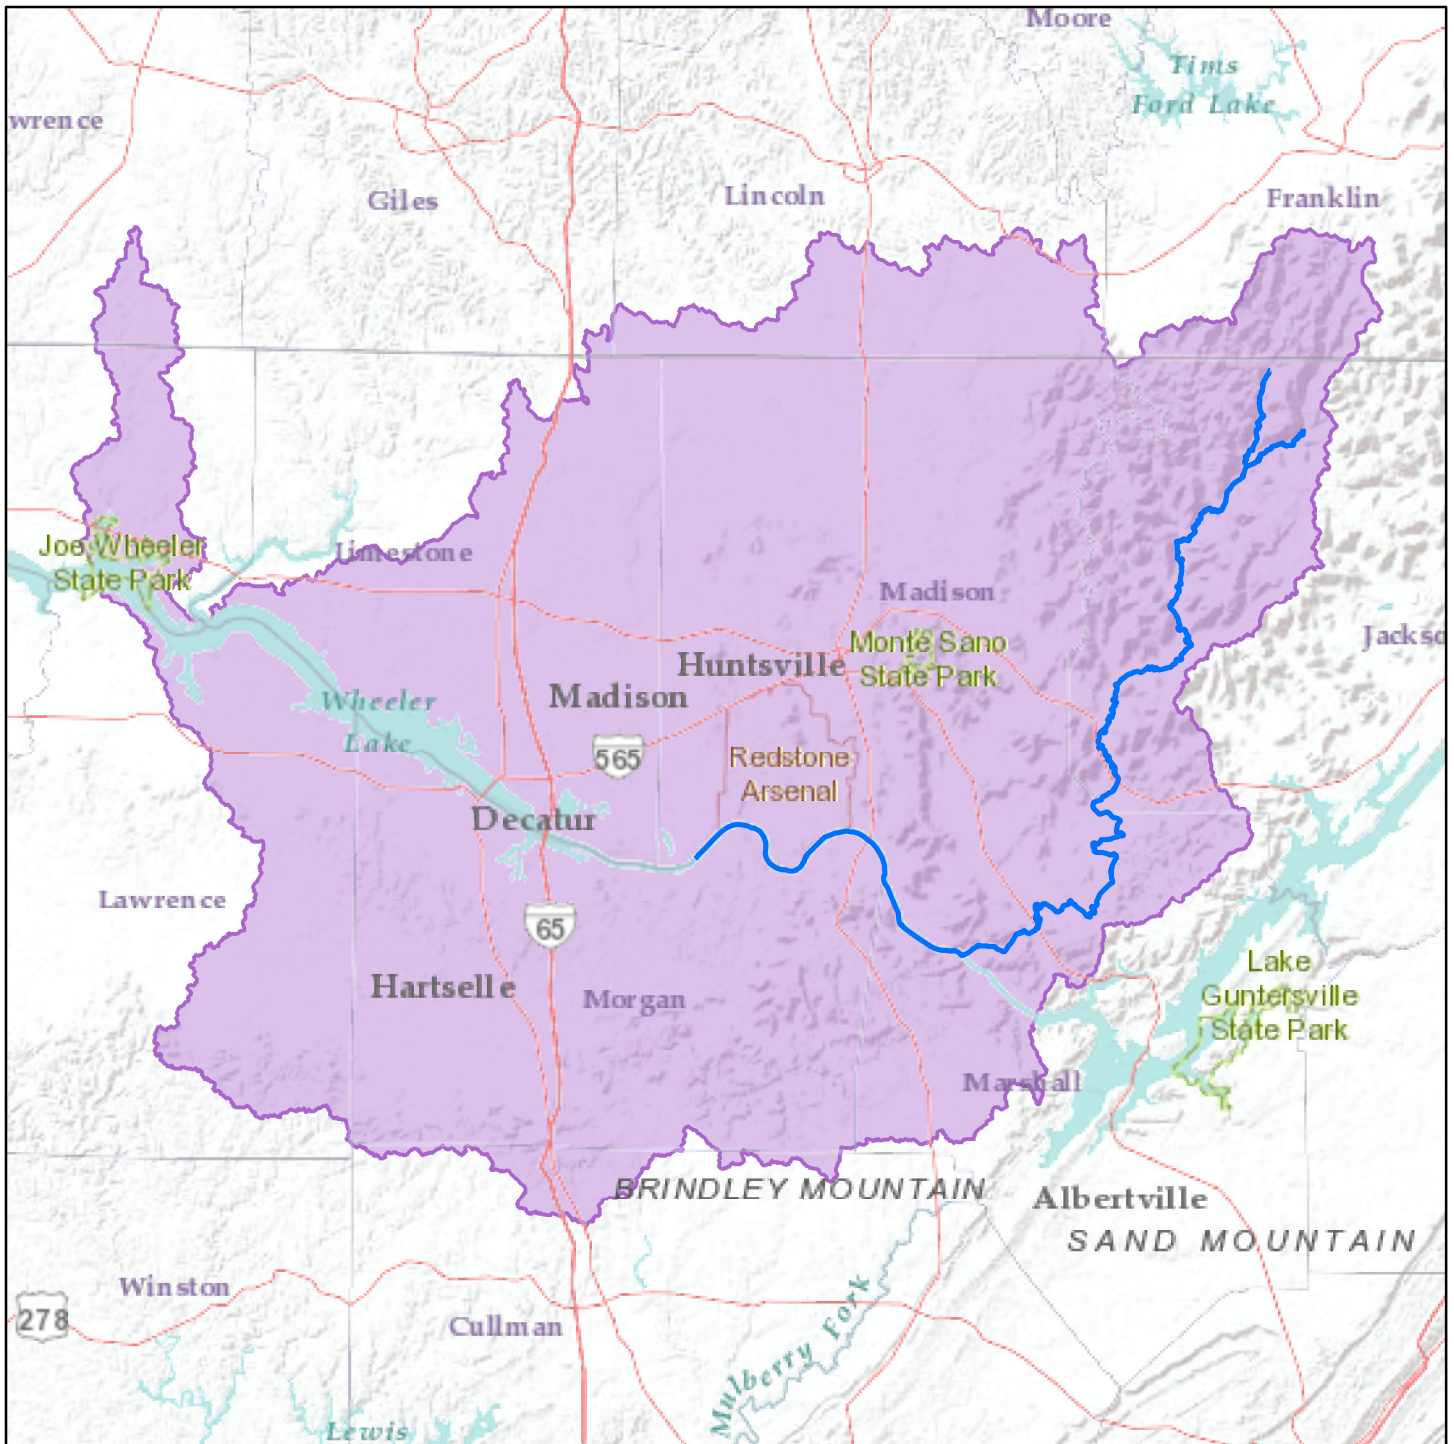 Moore
Tims
Ford Lake
wrence
Giles
Lincoln
Franklin
Joe Wheeler
State Park
Limestone
Madison
Monte Sano
State Park
Jackso
Huntsville
Madison
Wheeler
Lake
565
Redstone
Arsenal
Decatur
Lawrence
65
Hartselle
Morgan
Lake
Guntersville
State Park
Marshall
BRINDLEY MOUNTAIN
Albertville
SAND MOUNTAIN
Winston
278
Cullman
Mulberry Fork
Lewis